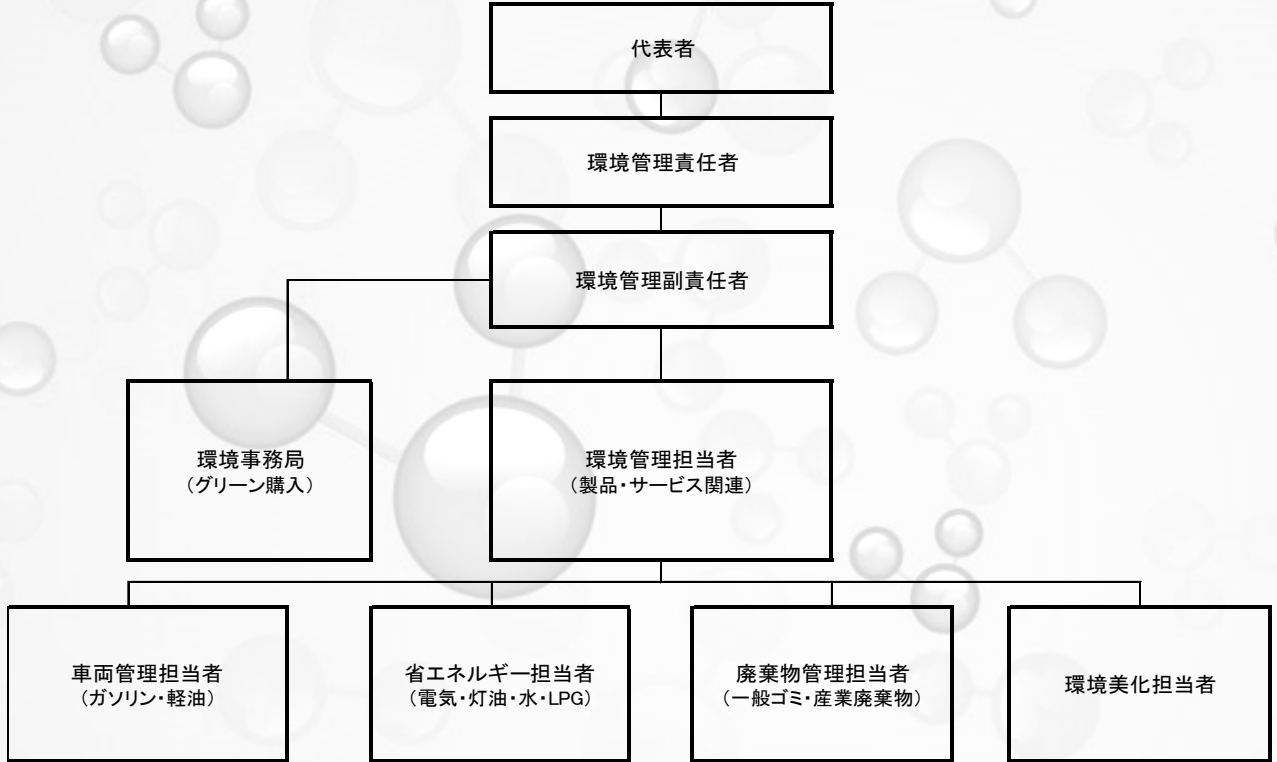 代表者
環境管理責任者
環境管理副責任者
環境事務局
（グリーン購入）
環境管理担当者
（製品・サービス関連）
車両管理担当者
（ガソリン・軽油）
省エネルギー担当者
（電気・灯油・水・LPG）
廃棄物管理担当者
（一般ゴミ・産業廃棄物）
環境美化担当者